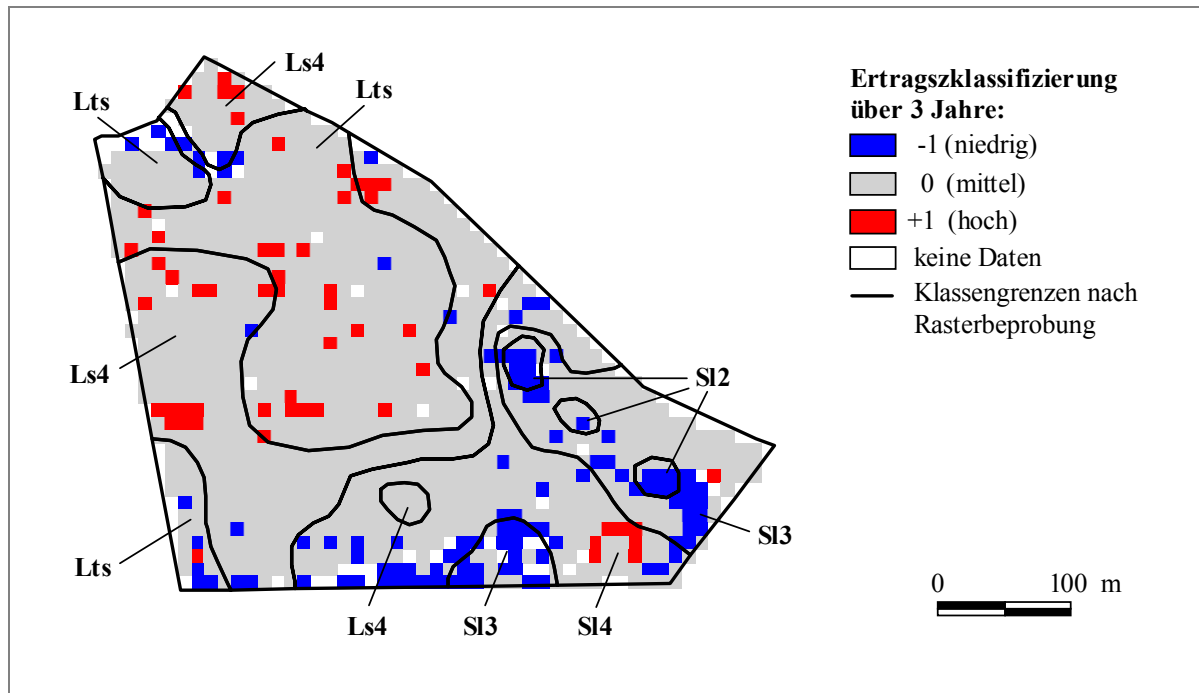 Ls4
Lts
Lts
Ls4
Sl2
Sl3
Lts
Ls4
Sl3
Sl4
Ertragszklassifizierung
über 3 Jahre:
-1 (niedrig)
0 (mittel)
+1 (hoch)
keine Daten
Klassengrenzen nach
Rasterbeprobung
0 100 m